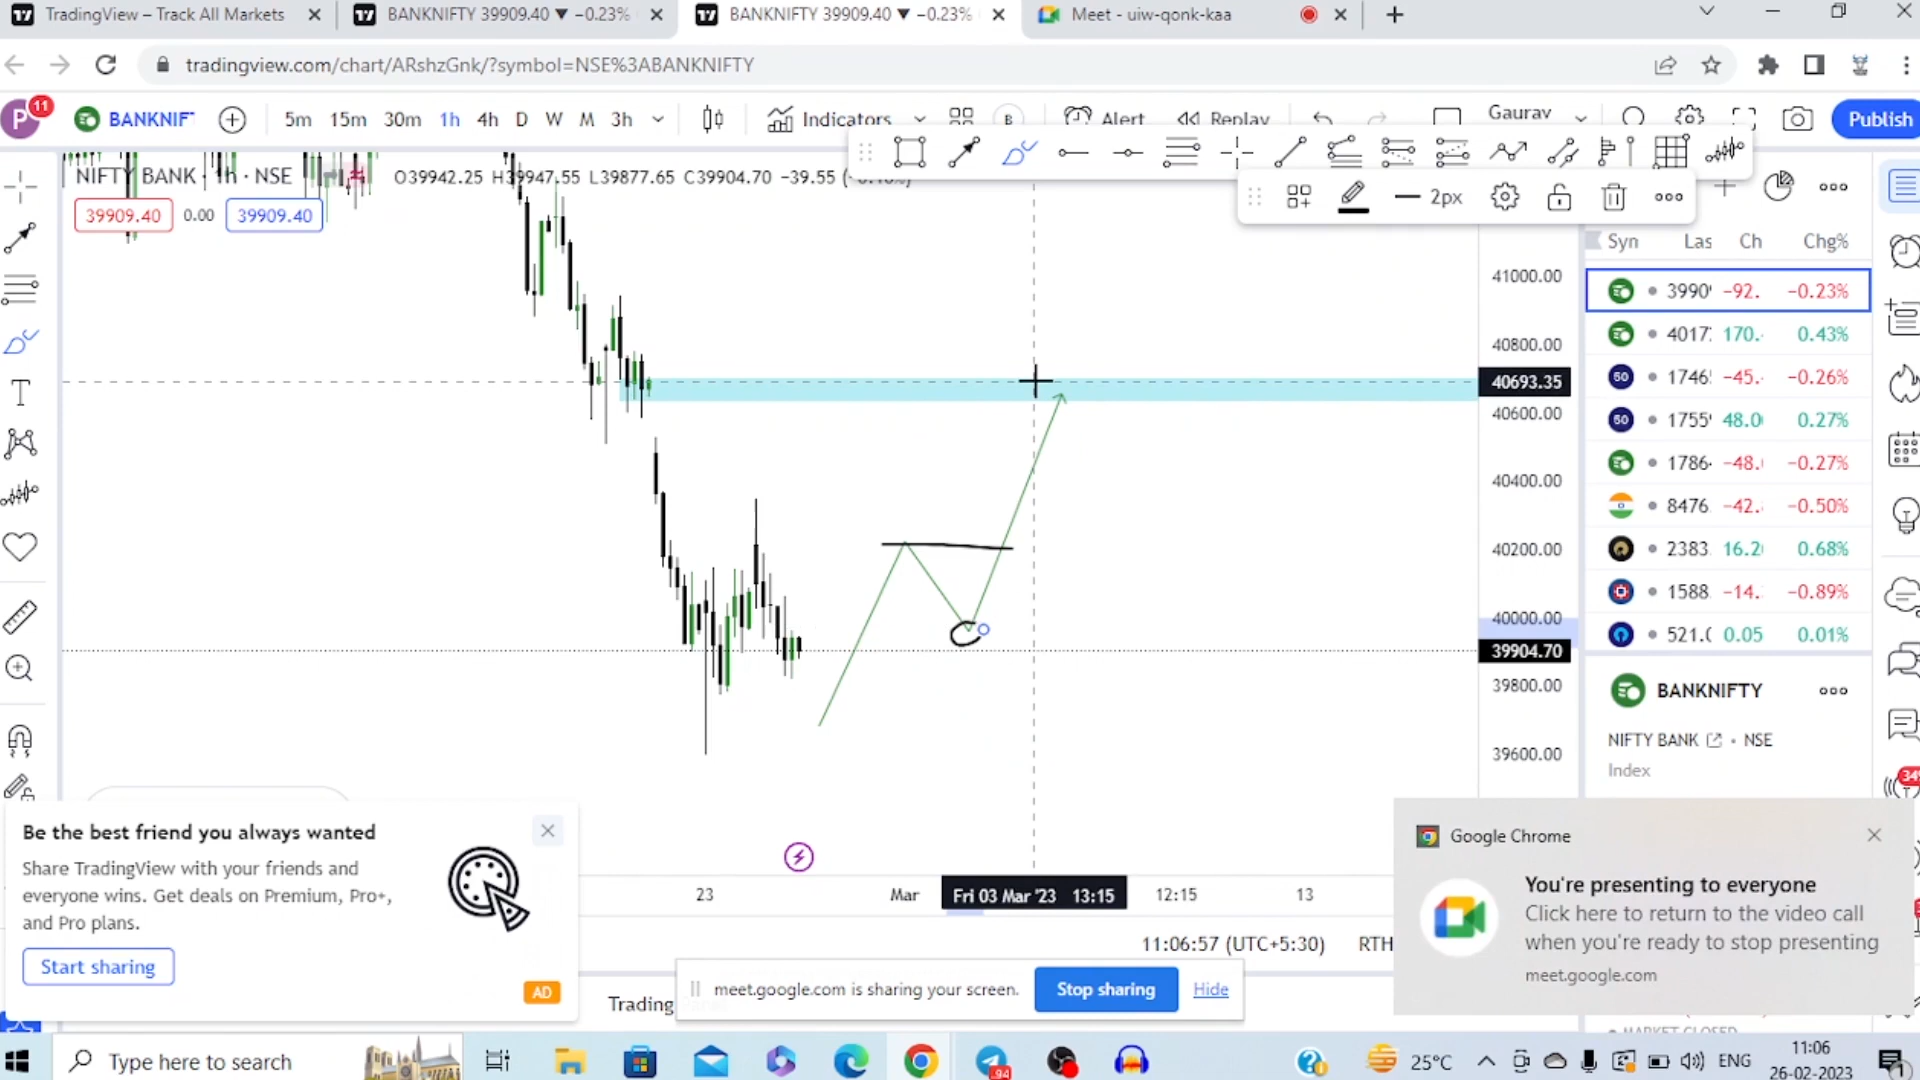 TradingView – Track All Markets
BANKNIFTY 39909.40 ▼ −0.23%
BANKNIFTY 39909.40 ▼ −0.23%
Meet - uiw-qonk-kaa
tradingview.com/chart/ARshzGnk/?symbol=NSE%3ABANKNIFTY
P 11
BANKNIF
5m 15m 30m 1h 4h D W M 3h
Indicators
B
Alert
Replay
Gaurav
Publish
NIFTY BANK · 1h · NSE
O39942.25 H39947.55 L39877.65 C39904.70 −39.55
39909.40 0.00 39909.40
2px
Syn Las Ch Chg%
3990 −92. −0.23%
4017 170. 0.43%
50 1746 −45. −0.26%
50 1755 48.0 0.27%
1786 −48. −0.27%
8476 −42. −0.50%
2383 16.2 0.68%
1588 −14. −0.89%
521.0 0.05 0.01%
41000.00
40800.00
40693.35
40600.00
40400.00
40200.00
40000.00
39904.70
39800.00
39600.00
BANKNIFTY
NIFTY BANK · NSE
Index
MARKET CLOSED
Be the best friend you always wanted
Share TradingView with your friends and
everyone wins. Get deals on Premium, Pro+,
and Pro plans.
Start sharing
AD
23 Mar Fri 03 Mar '23 13:15 12:15 13
11:06:57 (UTC+5:30) RTH
Trading
meet.google.com is sharing your screen. Stop sharing Hide
Google Chrome
You're presenting to everyone
Click here to return to the video call
when you're ready to stop presenting
meet.google.com
Type here to search
94
25°C
ENG
11:06
26-02-2023
1